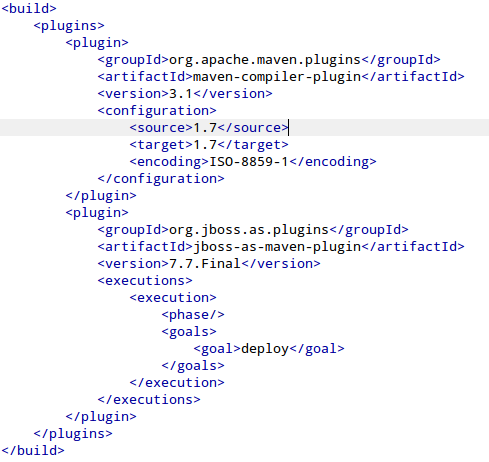 <build>
    <plugins>
        <plugin>
            <groupId>org.apache.maven.plugins</groupId>
            <artifactId>maven-compiler-plugin</artifactId>
            <version>3.1</version>
            <configuration>
                <source>1.7</source>
                <target>1.7</target>
                <encoding>ISO-8859-1</encoding>
            </configuration>
        </plugin>
        <plugin>
            <groupId>org.jboss.as.plugins</groupId>
            <artifactId>jboss-as-maven-plugin</artifactId>
            <version>7.7.Final</version>
            <executions>
                <execution>
                    <phase/>
                    <goals>
                        <goal>deploy</goal>
                    </goals>
                </execution>
            </executions>
        </plugin>
    </plugins>
</build>